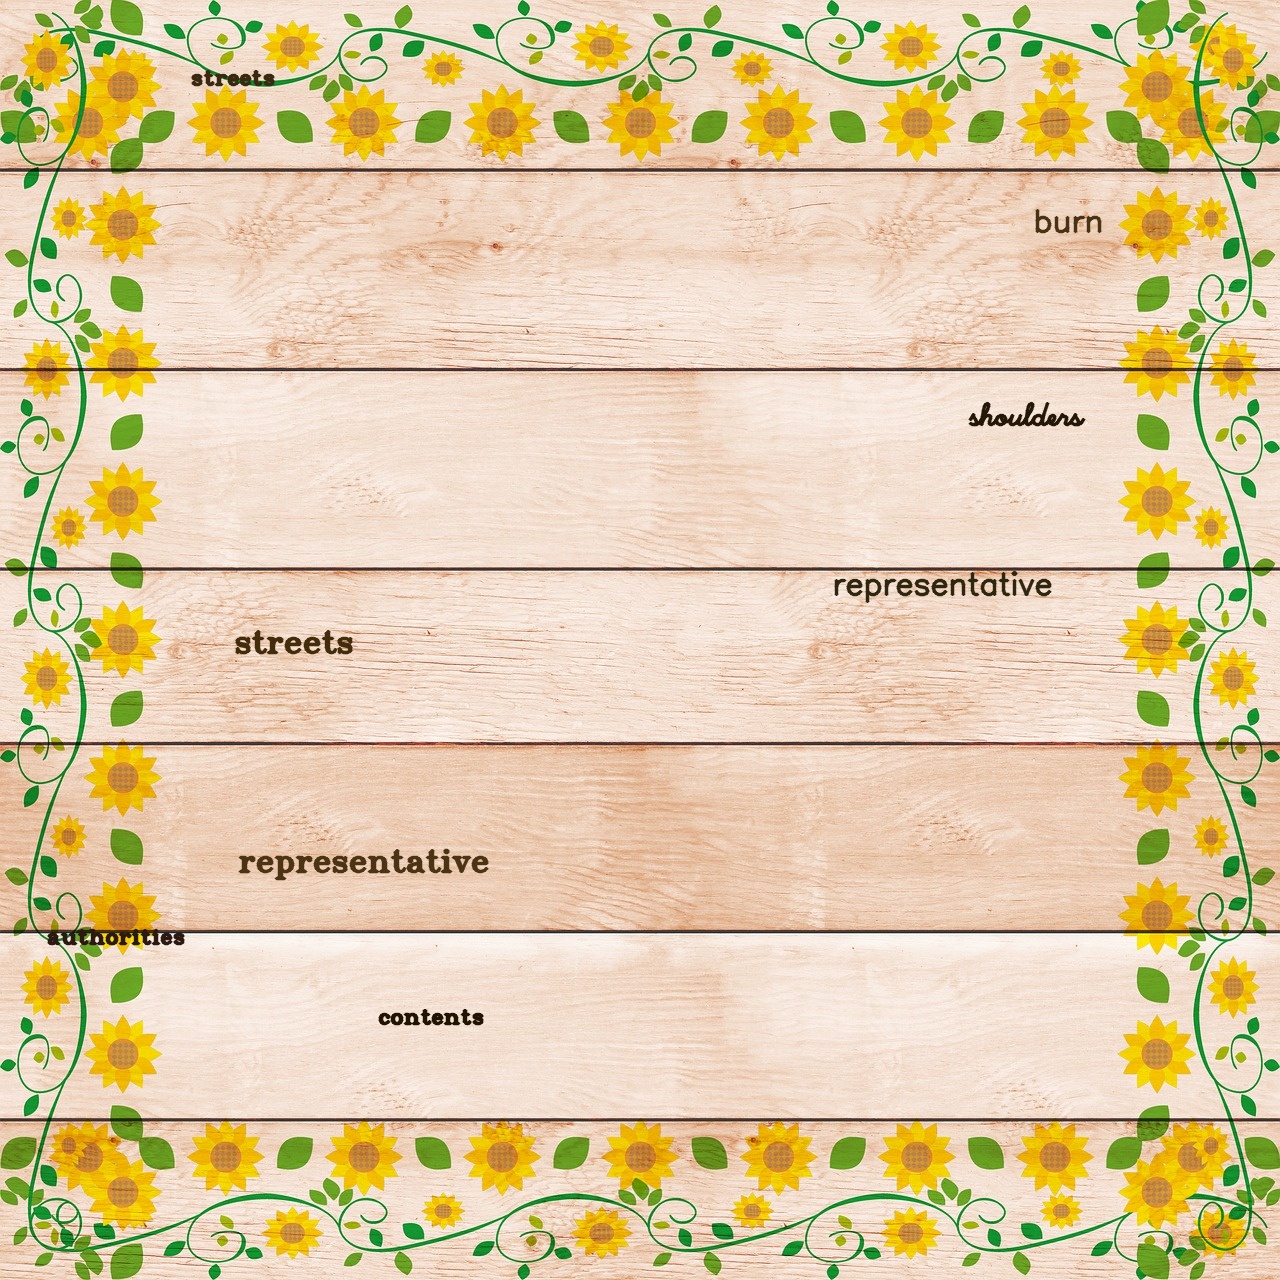 streets
burn
shoulders
representative
streets
representative
authorities
contents